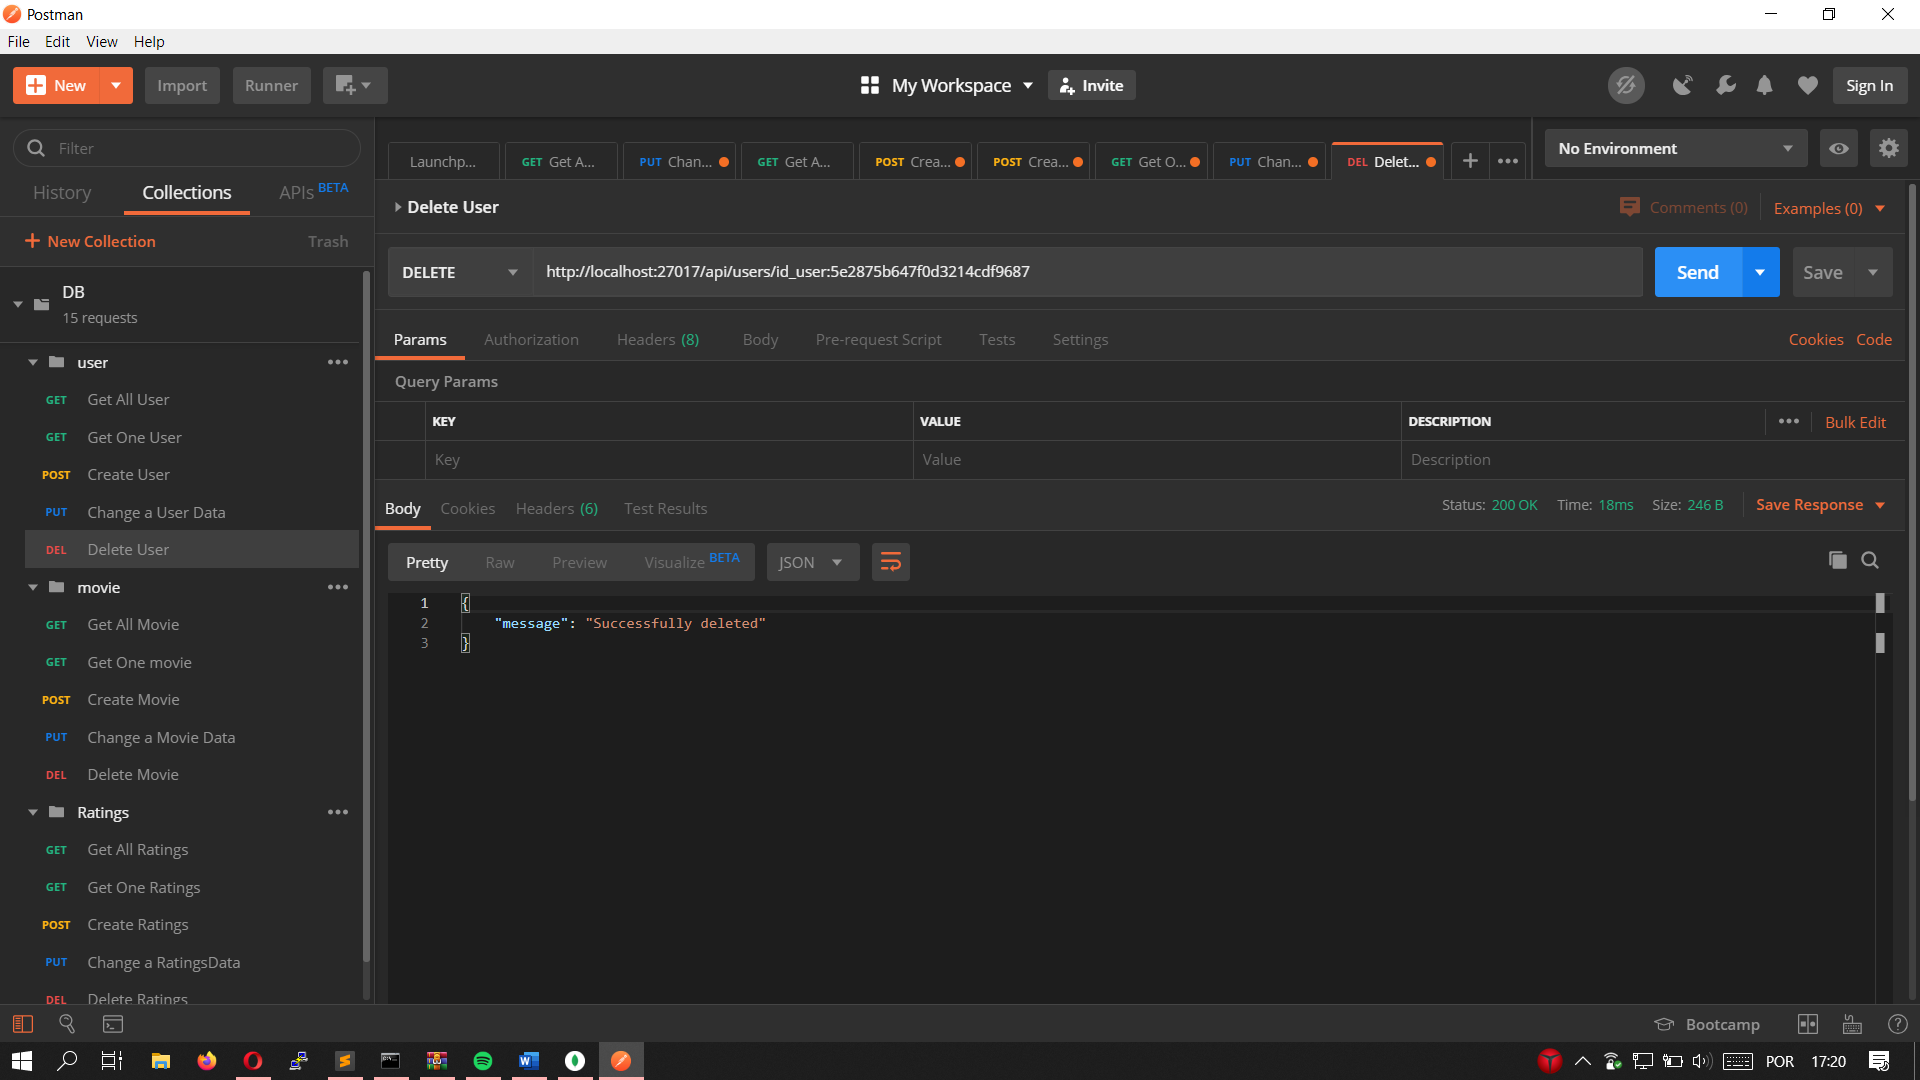 Postman
File Edit View Help
New Import Runner My Workspace Invite Sign In
Filter
History Collections APIs BETA
New Collection Trash
DB
15 requests
user
GET Get All User
GET Get One User
POST Create User
PUT Change a User Data
DEL Delete User
movie
GET Get All Movie
GET Get One movie
POST Create Movie
PUT Change a Movie Data
DEL Delete Movie
Ratings
GET Get All Ratings
GET Get One Ratings
POST Create Ratings
PUT Change a RatingsData
DEL Delete Ratings
Launchp... GET Get A... PUT Chan... GET Get A... POST Crea... POST Crea... GET Get O... PUT Chan... DEL Delet... No Environment
Delete User Comments (0) Examples (0)
DELETE http://localhost:27017/api/users/id_user:5e2875b647f0d3214cdf9687 Send Save
Params Authorization Headers (8) Body Pre-request Script Tests Settings Cookies Code
Query Params
KEY VALUE DESCRIPTION Bulk Edit
Key Value Description
Body Cookies Headers (6) Test Results Status: 200 OK Time: 18ms Size: 246 B Save Response
Pretty Raw Preview Visualize BETA JSON
1 {
2 "message": "Successfully deleted"
3 }
Bootcamp
POR 17:20